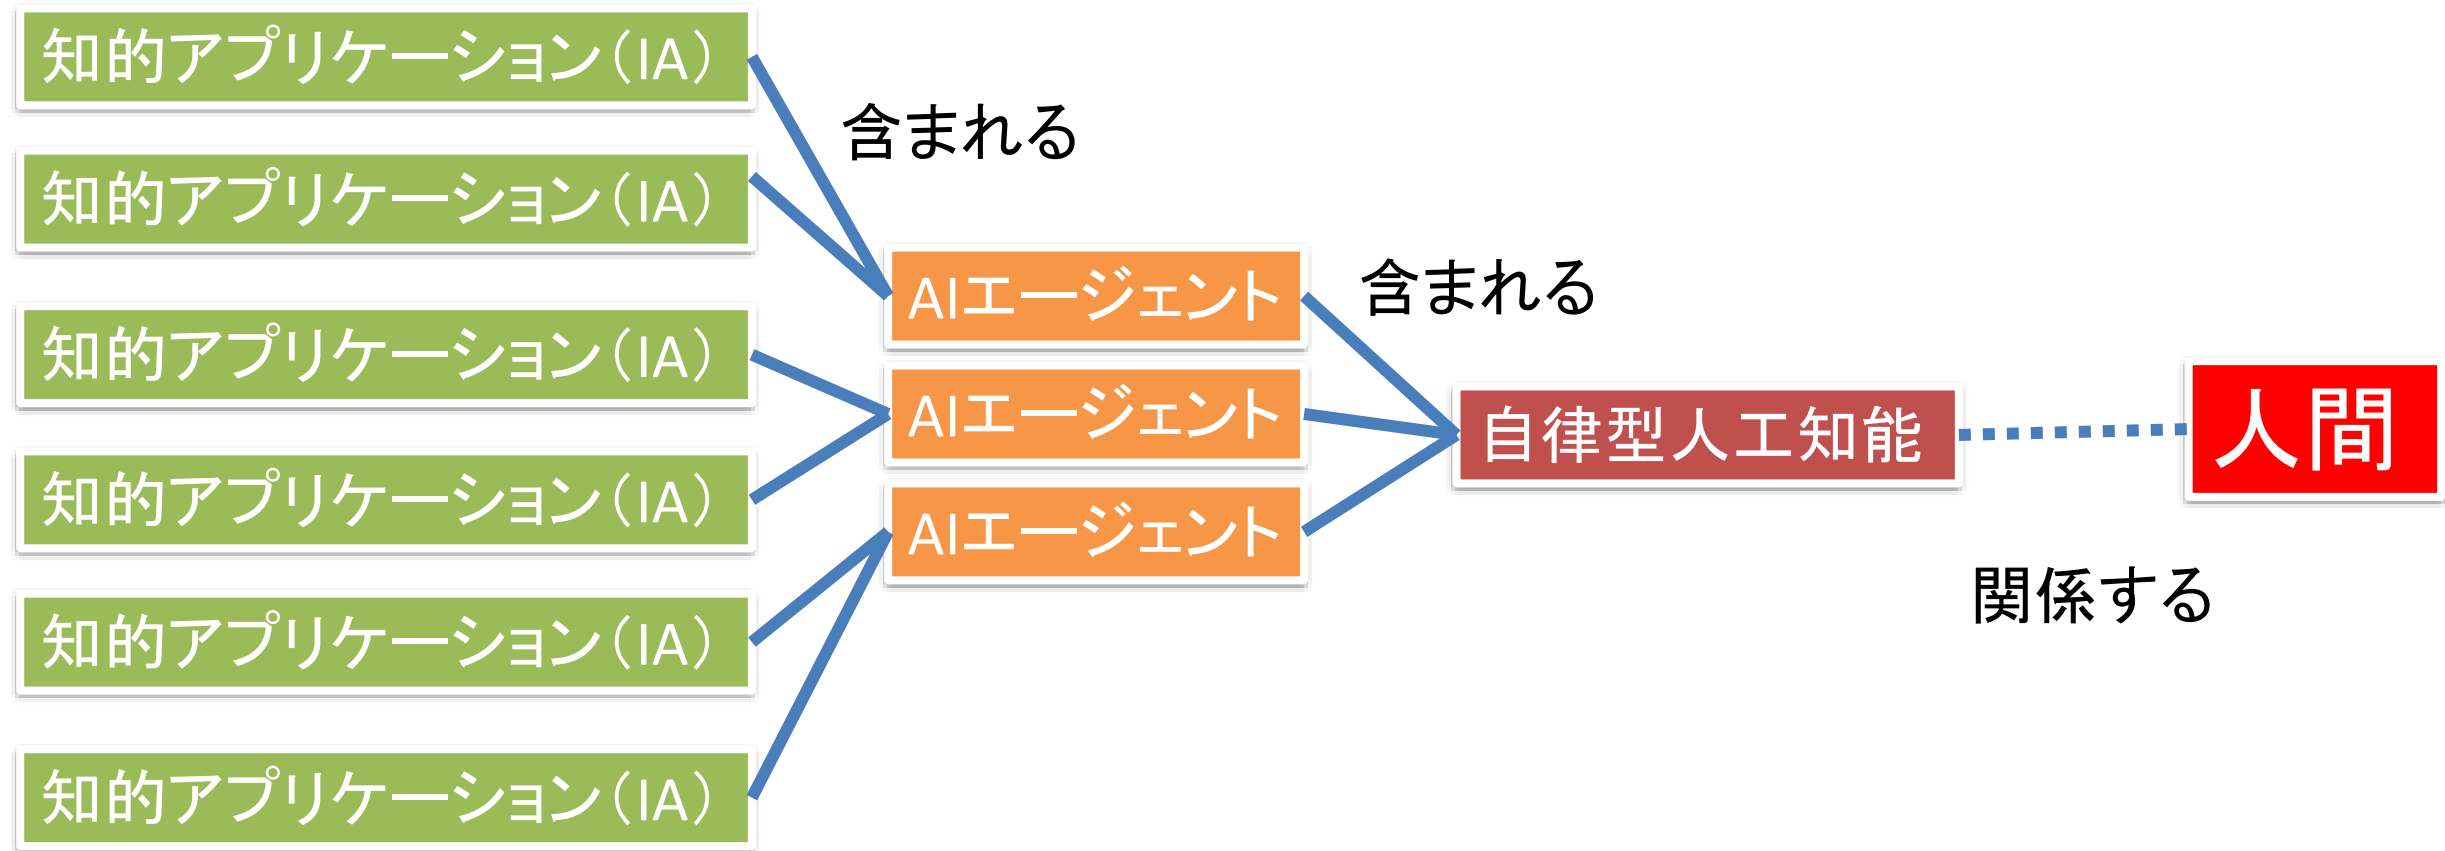 知的アプリケーション（IA）
知的アプリケーション（IA）
知的アプリケーション（IA）
知的アプリケーション（IA）
知的アプリケーション（IA）
知的アプリケーション（IA）
含まれる
AIエージェント
AIエージェント
AIエージェント
含まれる
自律型人工知能
人間
関係する